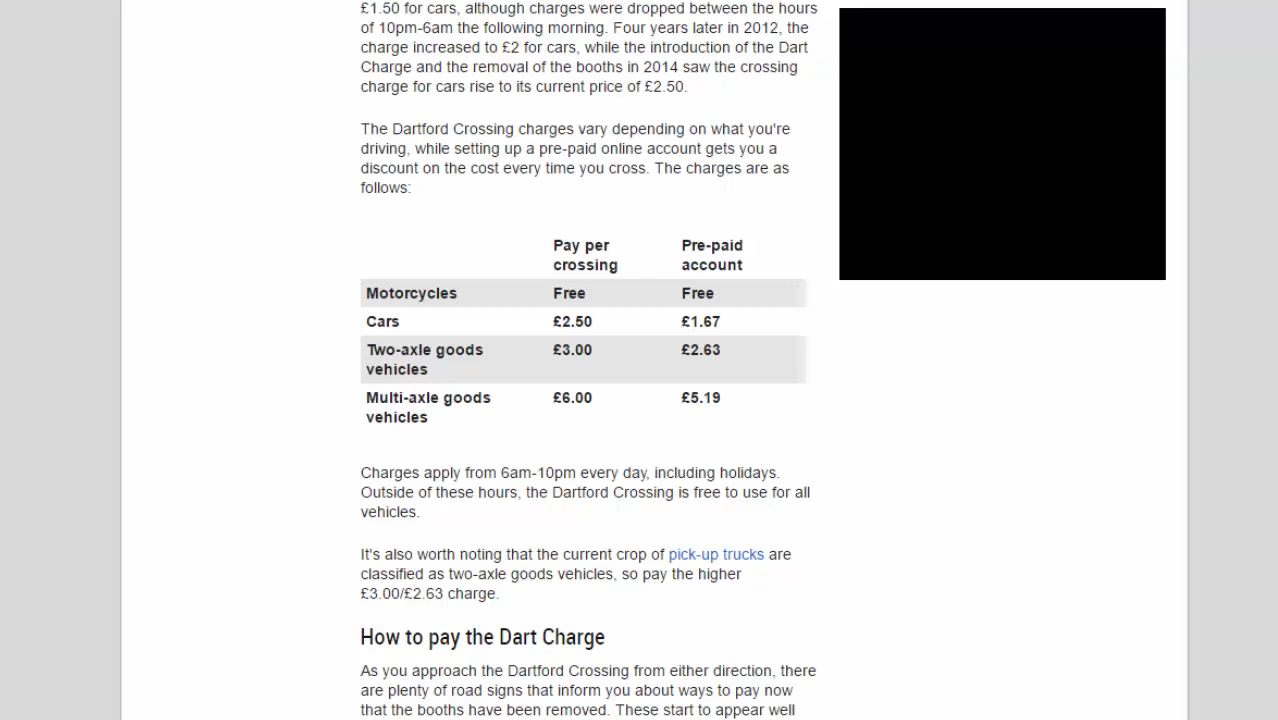 £1.50 for cars, although charges were dropped between the hours
of 10pm-6am the following morning. Four years later in 2012, the
charge increased to £2 for cars, while the introduction of the Dart
Charge and the removal of the booths in 2014 saw the crossing
charge for cars rise to its current price of £2.50.
The Dartford Crossing charges vary depending on what you're
driving, while setting up a pre-paid online account gets you a
discount on the cost every time you cross. The charges are as
follows:
Pay per crossing Pre-paid account
Motorcycles Free Free
Cars £2.50 £1.67
Two-axle goods vehicles £3.00 £2.63
Multi-axle goods vehicles £6.00 £5.19
Charges apply from 6am-10pm every day, including holidays.
Outside of these hours, the Dartford Crossing is free to use for all
vehicles.
It's also worth noting that the current crop of pick-up trucks are
classified as two-axle goods vehicles, so pay the higher
£3.00/£2.63 charge.
How to pay the Dart Charge
As you approach the Dartford Crossing from either direction, there
are plenty of road signs that inform you about ways to pay now
that the booths have been removed. These start to appear well